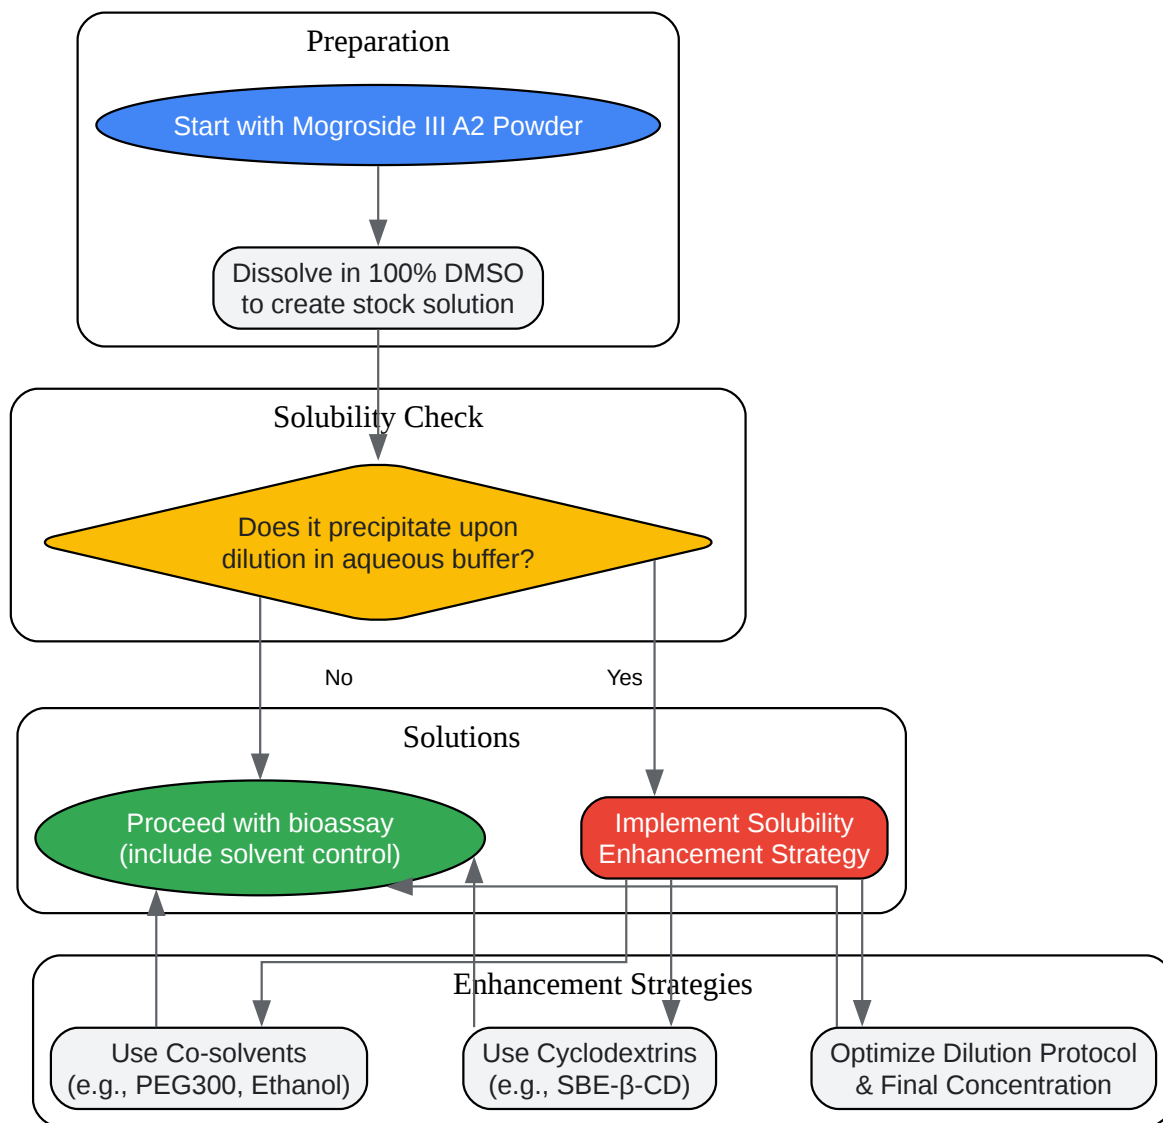 Preparation
Start with Mogroside III A2 Powder
Dissolve in 100% DMSO
to create stock solution
Solubility Check
Does it precipitate upon
dilution in aqueous buffer?
No
Yes
Solutions
Proceed with bioassay
(include solvent control)
Implement Solubility
Enhancement Strategy
Enhancement Strategies
Use Co-solvents
(e.g., PEG300, Ethanol)
Use Cyclodextrins
(e.g., SBE-β-CD)
Optimize Dilution Protocol
& Final Concentration